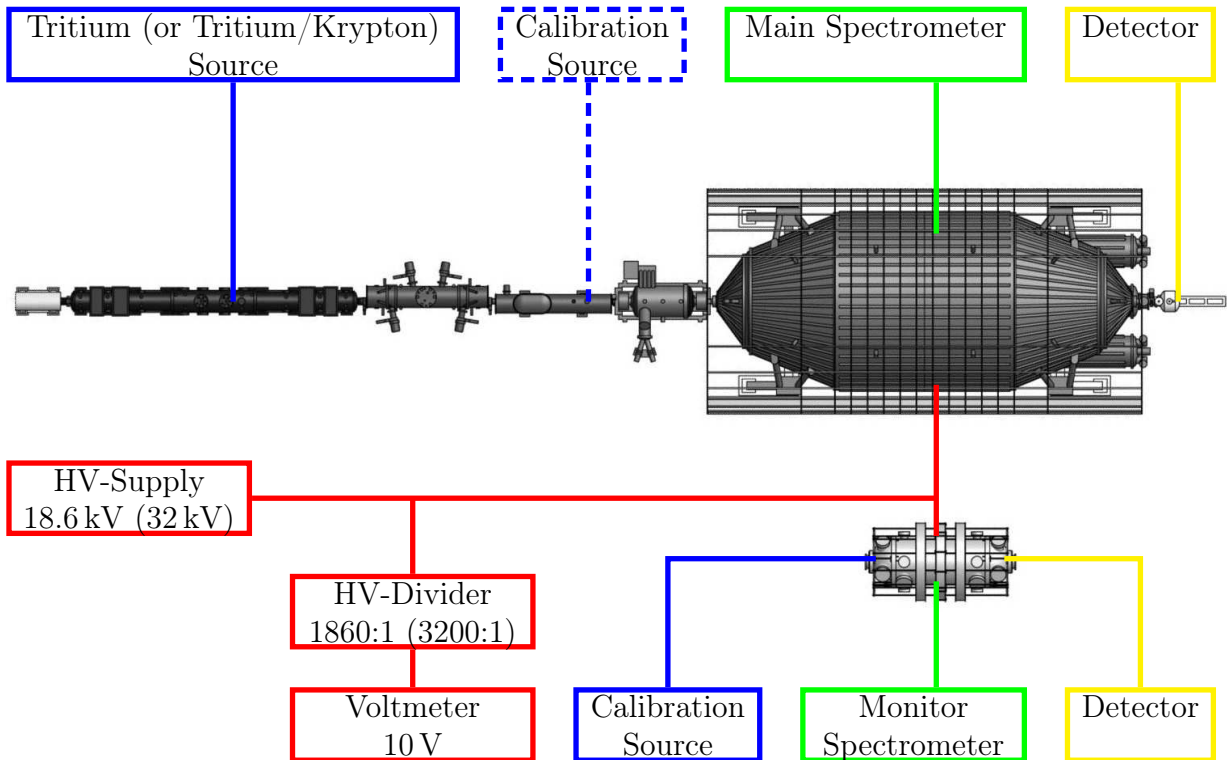 Tritium (or Tritium/Krypton)
Source
Calibration
Source
Main Spectrometer
Detector
HV-Supply
18.6 kV (32 kV)
HV-Divider
1860:1 (3200:1)
Voltmeter
10 V
Calibration
Source
Monitor
Spectrometer
Detector